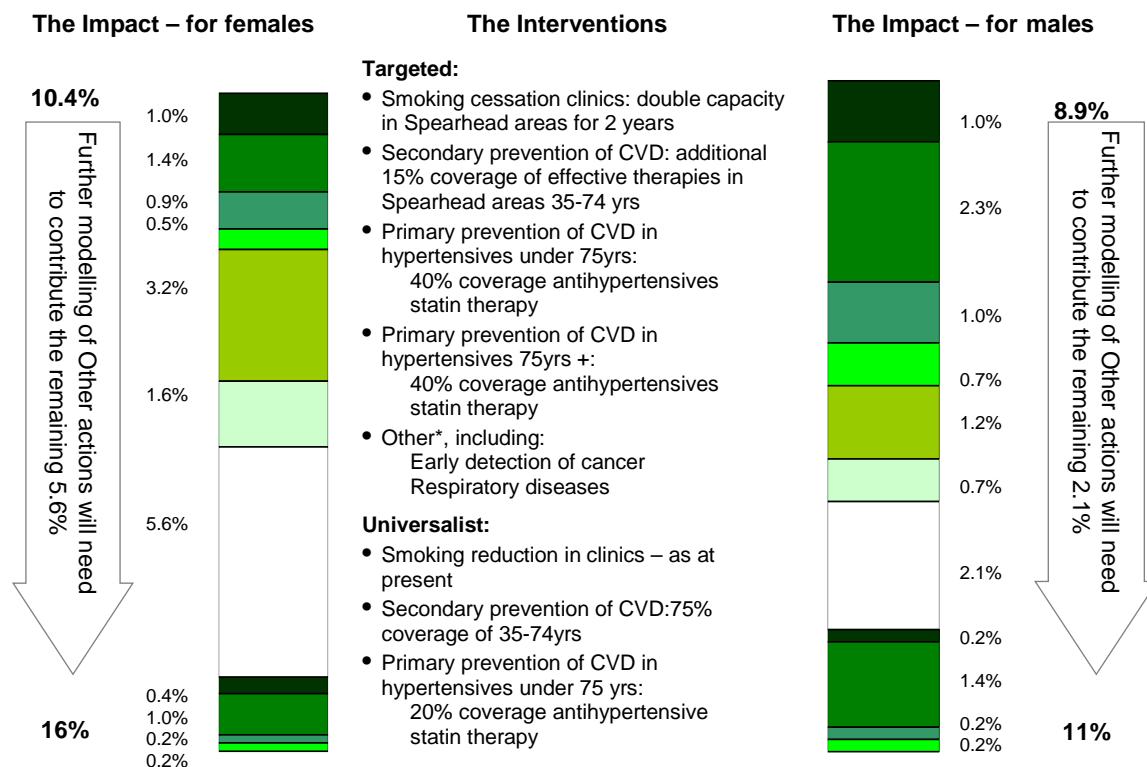 The Impact – for females
The Interventions
The Impact – for males
10.4%
Further modelling of Other actions will need
to contribute the remaining 5.6%
16%
1.0%
1.4%
0.9%
0.5%
3.2%
1.6%
5.6%
0.4%
1.0%
0.2%
0.2%
Targeted:
• Smoking cessation clinics: double capacity
in Spearhead areas for 2 years
• Secondary prevention of CVD: additional
15% coverage of effective therapies in
Spearhead areas 35-74 yrs
• Primary prevention of CVD in
hypertensives under 75yrs:
40% coverage antihypertensives
statin therapy
• Primary prevention of CVD in
hypertensives 75yrs +:
40% coverage antihypertensives
statin therapy
• Other*, including:
Early detection of cancer
Respiratory diseases
Universalist:
• Smoking reduction in clinics – as at
present
• Secondary prevention of CVD:75%
coverage of 35-74yrs
• Primary prevention of CVD in
hypertensives under 75 yrs:
20% coverage antihypertensive
statin therapy
1.0%
2.3%
1.0%
0.7%
1.2%
0.7%
2.1%
0.2%
1.4%
0.2%
0.2%
8.9%
Further modelling of Other actions will need
to contribute the remaining 2.1%
11%